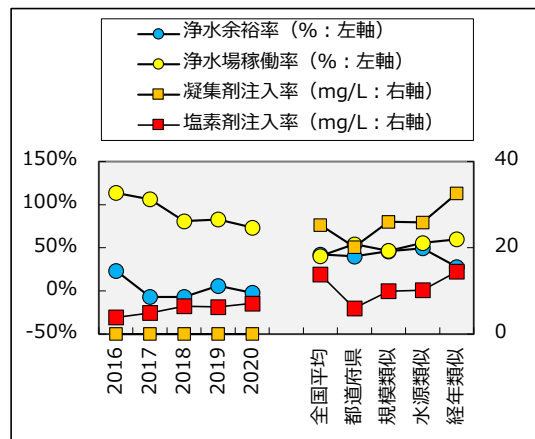 浄水余裕率（%：左軸）
浄水場稼働率（%：左軸）
凝集剤注入率（mg/L：右軸）
塩素剤注入率（mg/L：右軸）
150%
100%
50%
0%
-50%
40
20
0
2016
2017
2018
2019
2020
全国平均
都道府県
規模類似
水源類似
経年類似